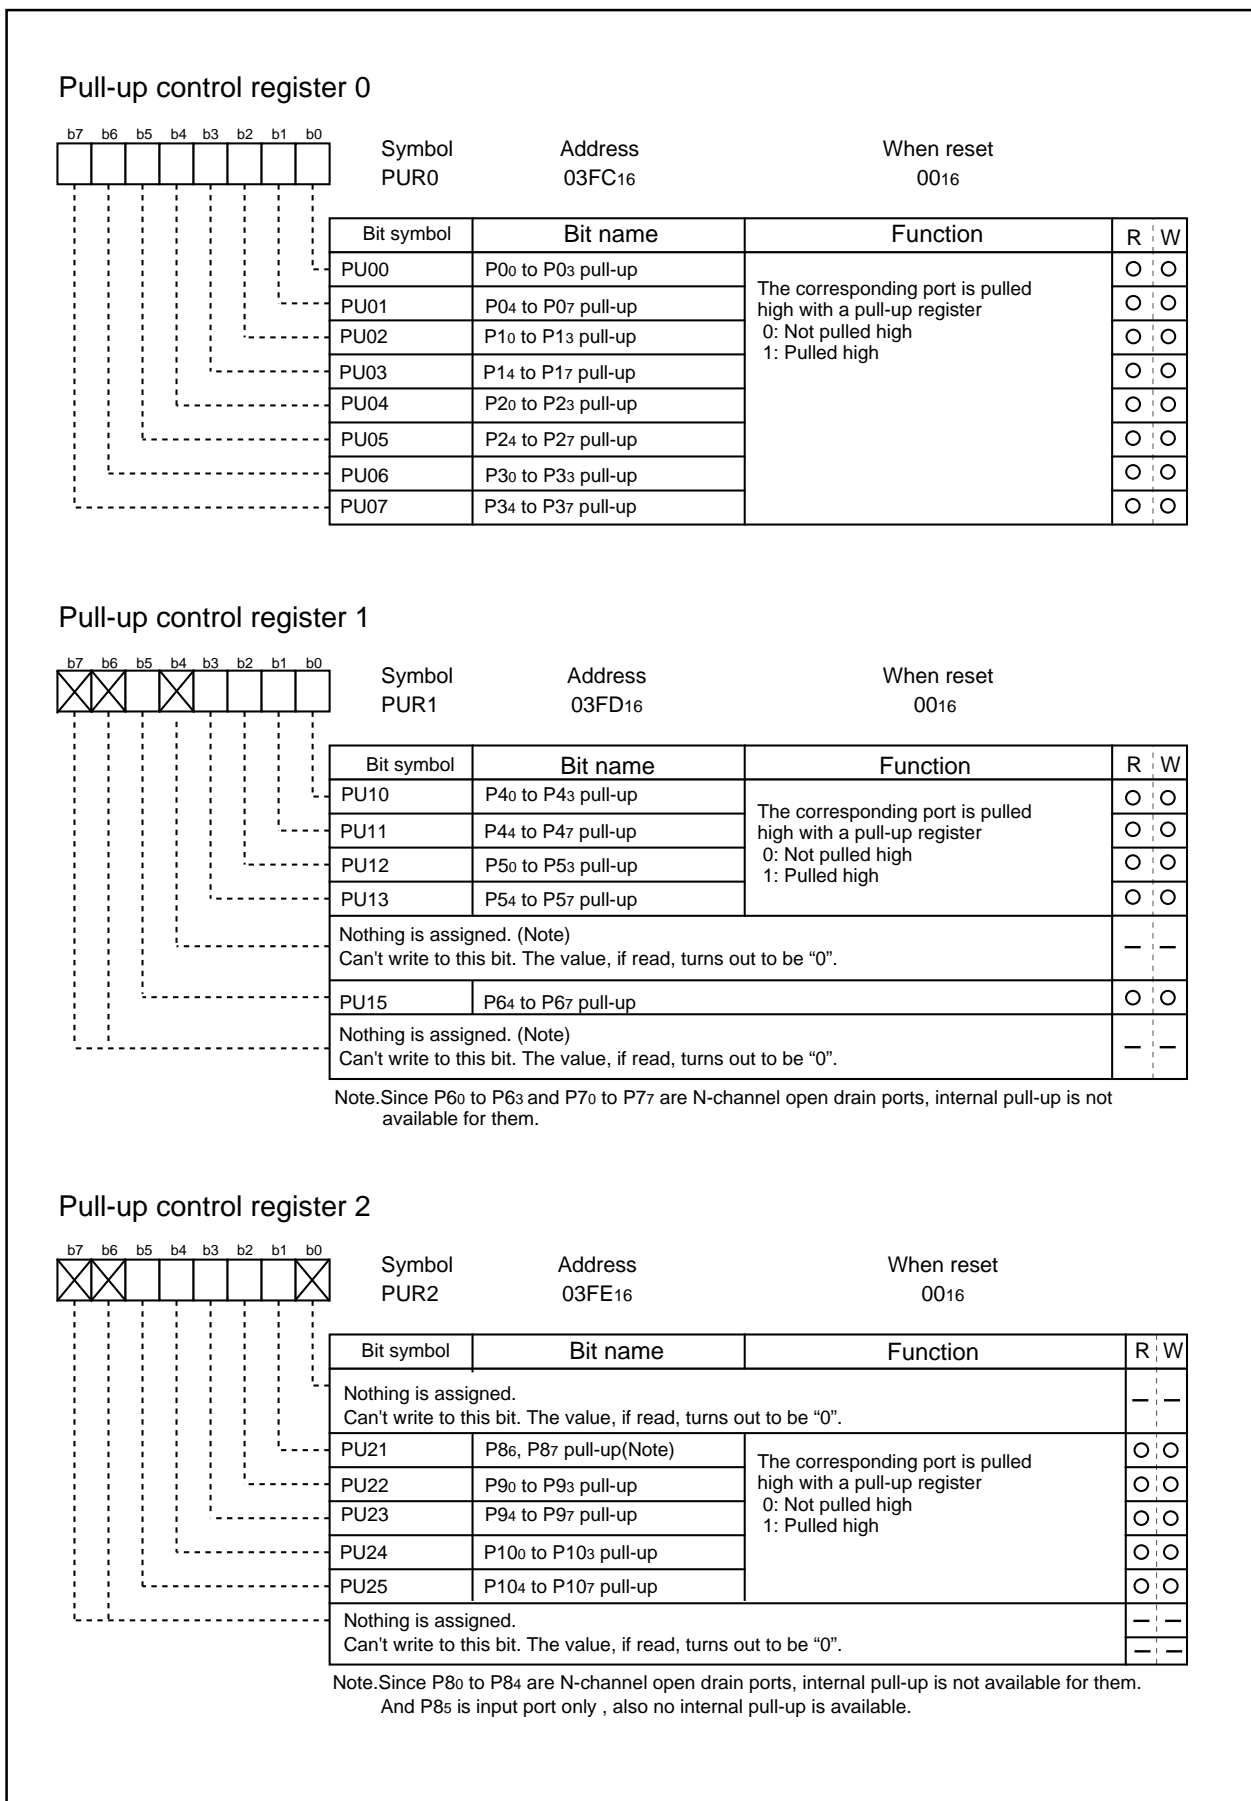 Pull-up control register 0
b7 b6 b5 b4 b3 b2 b1 b0
Symbol Address When reset
PUR0 03FC16 0016
Bit symbol Bit name Function R W
PU00 P00 to P03 pull-up
The corresponding port is pulled
PU01 P04 to P07 pull-up high with a pull-up register
0: Not pulled high
PU02 P10 to P13 pull-up
1: Pulled high
PU03 P14 to P17 pull-up
PU04 P20 to P23 pull-up
PU05 P24 to P27 pull-up
PU06 P30 to P33 pull-up
PU07 P34 to P37 pull-up
Pull-up control register 1
b7 b6 b5 b4 b3 b2 b1 b0
Symbol Address When reset
PUR1 03FD16 0016
Bit symbol Bit name Function R W
PU10 P40 to P43 pull-up
The corresponding port is pulled
PU11 P44 to P47 pull-up high with a pull-up register
0: Not pulled high
PU12 P50 to P53 pull-up
1: Pulled high
PU13 P54 to P57 pull-up
Nothing is assigned. (Note)
Can't write to this bit. The value, if read, turns out to be “0”.
PU15 P64 to P67 pull-up
Nothing is assigned. (Note)
Can't write to this bit. The value, if read, turns out to be “0”.
Note.Since P60 to P63 and P70 to P77 are N-channel open drain ports, internal pull-up is not
available for them.
Pull-up control register 2
b7 b6 b5 b4 b3 b2 b1 b0
Symbol Address When reset
PUR2 03FE16 0016
Bit symbol Bit name Function R W
Nothing is assigned.
Can't write to this bit. The value, if read, turns out to be “0”.
PU21 P86, P87 pull-up(Note)
The corresponding port is pulled
PU22 P90 to P93 pull-up high with a pull-up register
0: Not pulled high
PU23 P94 to P97 pull-up
1: Pulled high
PU24 P100 to P103 pull-up
PU25 P104 to P107 pull-up
Nothing is assigned.
Can't write to this bit. The value, if read, turns out to be “0”.
Note.Since P80 to P84 are N-channel open drain ports, internal pull-up is not available for them.
And P85 is input port only , also no internal pull-up is available.